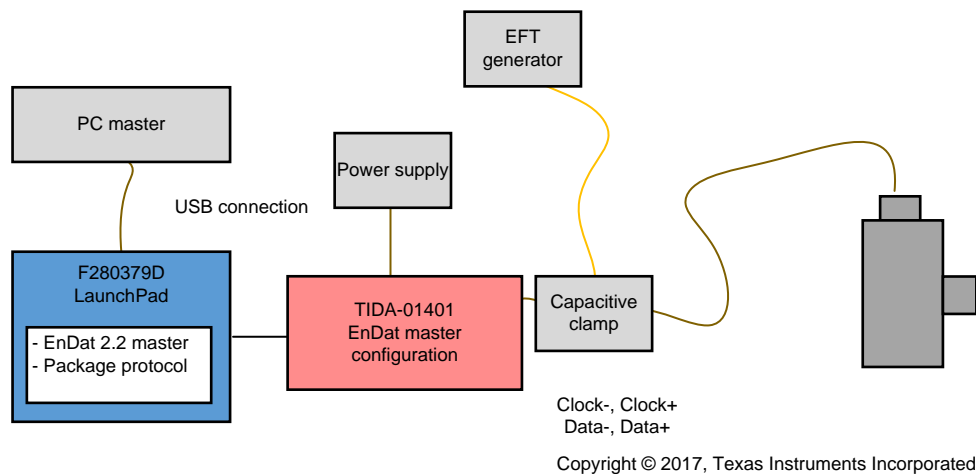 EFT
generator
PC master
Power supply
USB connection
F280379D
LaunchPad
- EnDat 2.2 master
- Package protocol
TIDA-01401
EnDat master
configuration
Capacitive
clamp
Clock-, Clock+
Data-, Data+
Copyright © 2017, Texas Instruments Incorporated